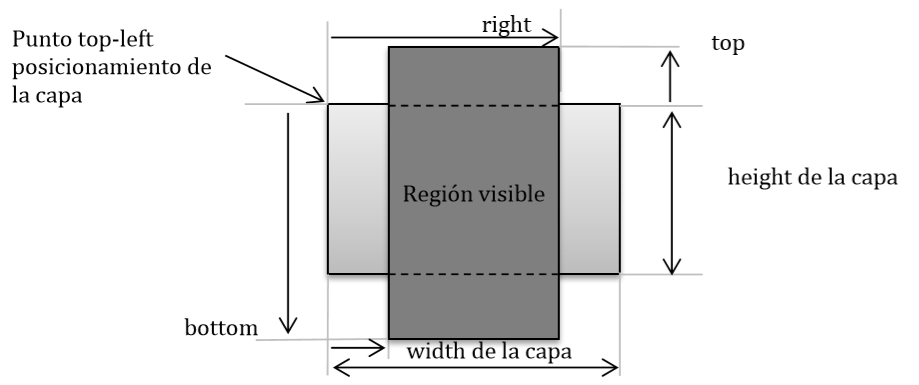 right
top
Punto top-left
posicionamiento de
la capa
height de la capa
Región visible
bottom
width de la capa